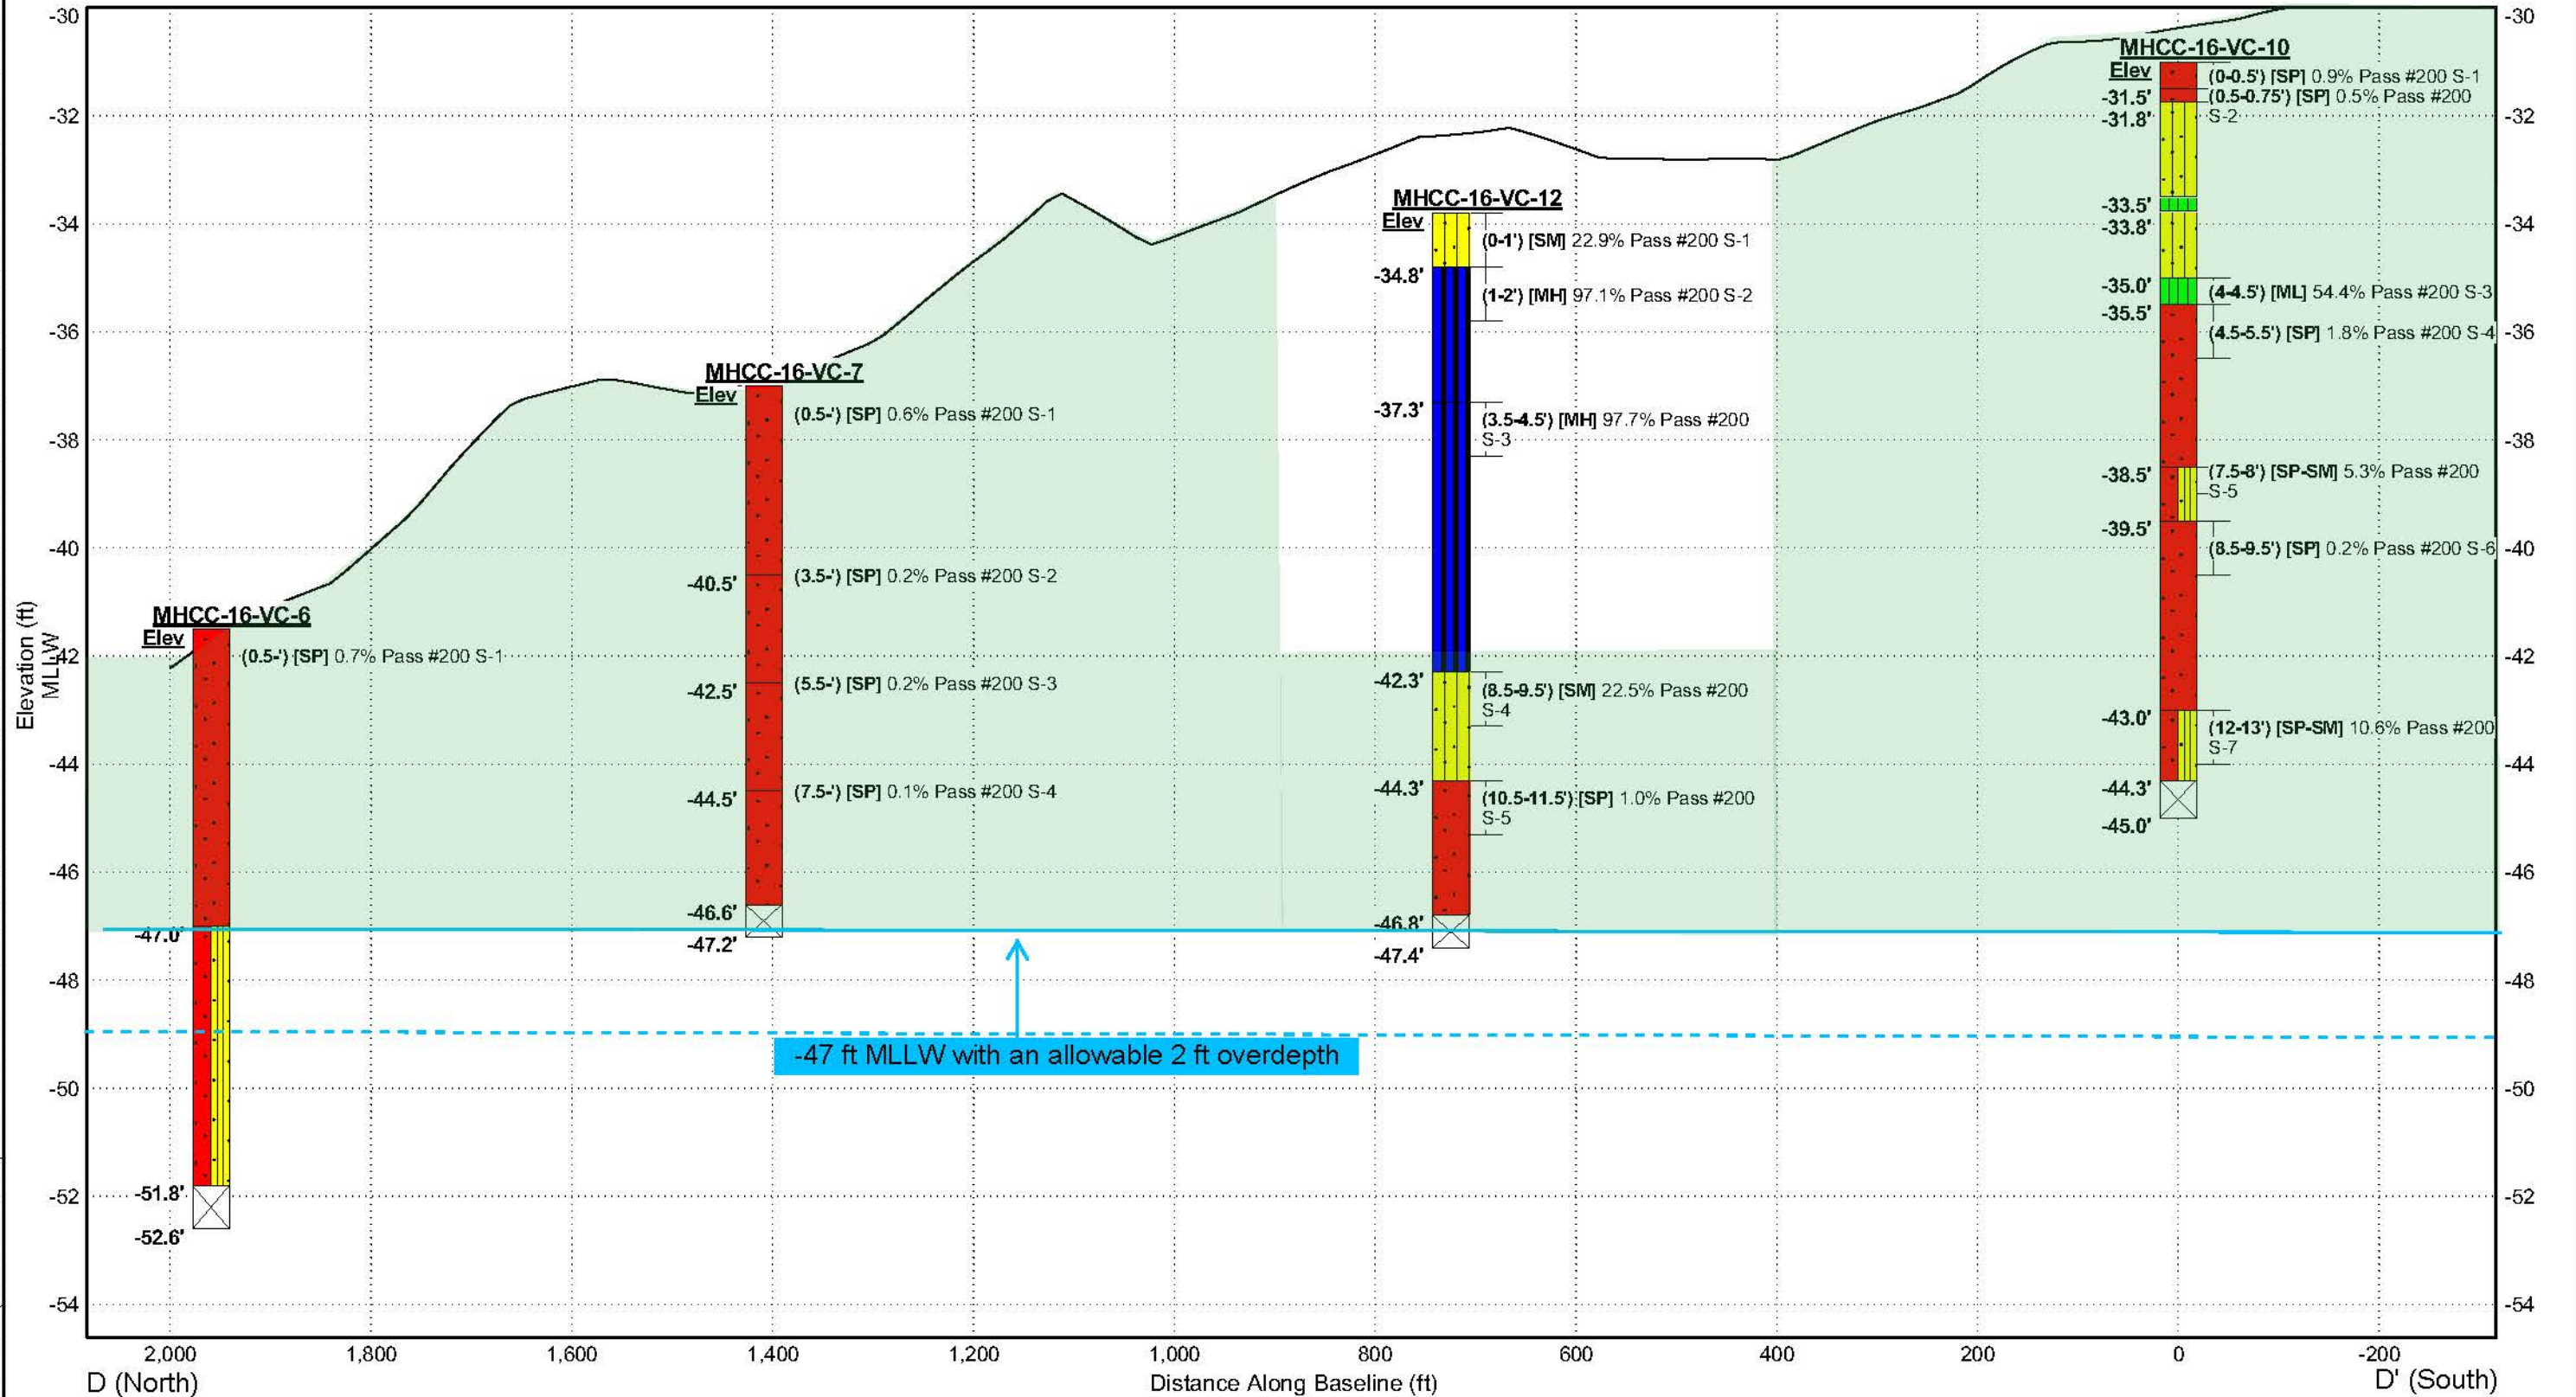 -30
-32
-34
-36
-38
-40
-42
-44
-46
-48
-50
-52
-54
Elevation (ft)
MLLW
MHCC-16-VC-6
Elev
(0.5-') [SP] 0.7% Pass #200 S-1
-47.0'
-51.8'
-52.6'
MHCC-16-VC-7
Elev
(0.5-') [SP] 0.6% Pass #200 S-1
-40.5'
(3.5-') [SP] 0.2% Pass #200 S-2
-42.5'
(5.5-') [SP] 0.2% Pass #200 S-3
-44.5'
(7.5-') [SP] 0.1% Pass #200 S-4
-46.6'
-47.2'
MHCC-16-VC-12
Elev
(0-1') [SM] 22.9% Pass #200 S-1
-34.8'
(1-2') [MH] 97.1% Pass #200 S-2
-37.3'
(3.5-4.5') [MH] 97.7% Pass #200
S-3
-42.3'
(8.5-9.5') [SM] 22.5% Pass #200
S-4
-44.3'
(10.5-11.5') [SP] 1.0% Pass #200
S-5
-46.8'
-47.4'
MHCC-16-VC-10
Elev
(0-0.5') [SP] 0.9% Pass #200 S-1
-31.5'
(0.5-0.75') [SP] 0.5% Pass #200
S-2
-31.8'
-33.5'
-33.8'
-35.0'
(4-4.5') [ML] 54.4% Pass #200 S-3
-35.5'
(4.5-5.5') [SP] 1.8% Pass #200 S-4
-38.5'
(7.5-8') [SP-SM] 5.3% Pass #200
S-5
-39.5'
(8.5-9.5') [SP] 0.2% Pass #200 S-6
-43.0'
(12-13') [SP-SM] 10.6% Pass #200
S-7
-44.3'
-45.0'
-30
-32
-34
-36
-38
-40
-42
-44
-46
-48
-50
-52
-54
-47 ft MLLW with an allowable 2 ft overdepth
2,000 1,800 1,600 1,400 1,200 1,000 800 600 400 200 0 -200
D (North)
Distance Along Baseline (ft)
D' (South)